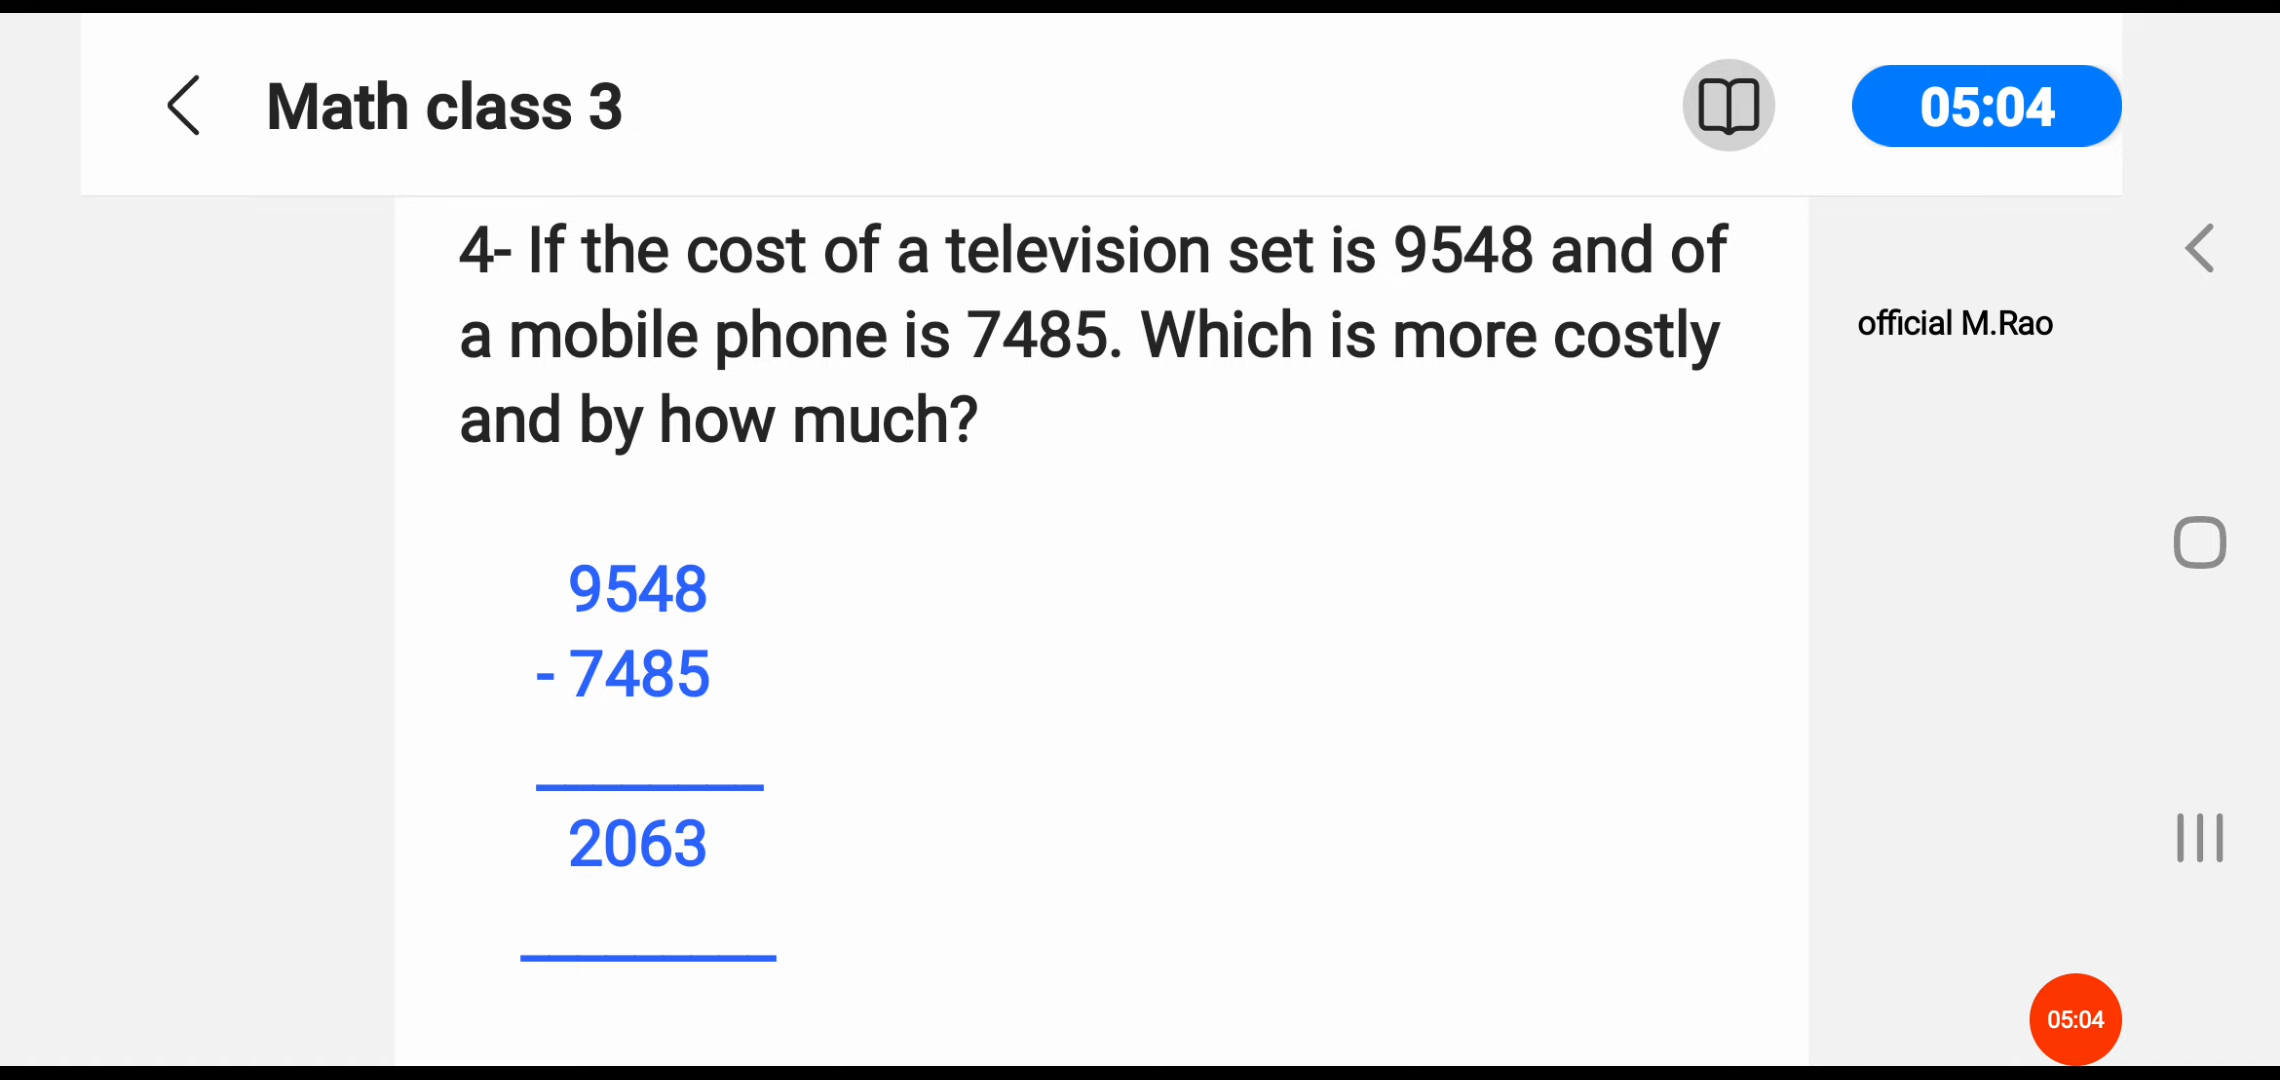 Math class 3
05:04
4- If the cost of a television set is 9548 and of
a mobile phone is 7485. Which is more costly
and by how much?
official M.Rao
9548
- 7485
2063
05:04